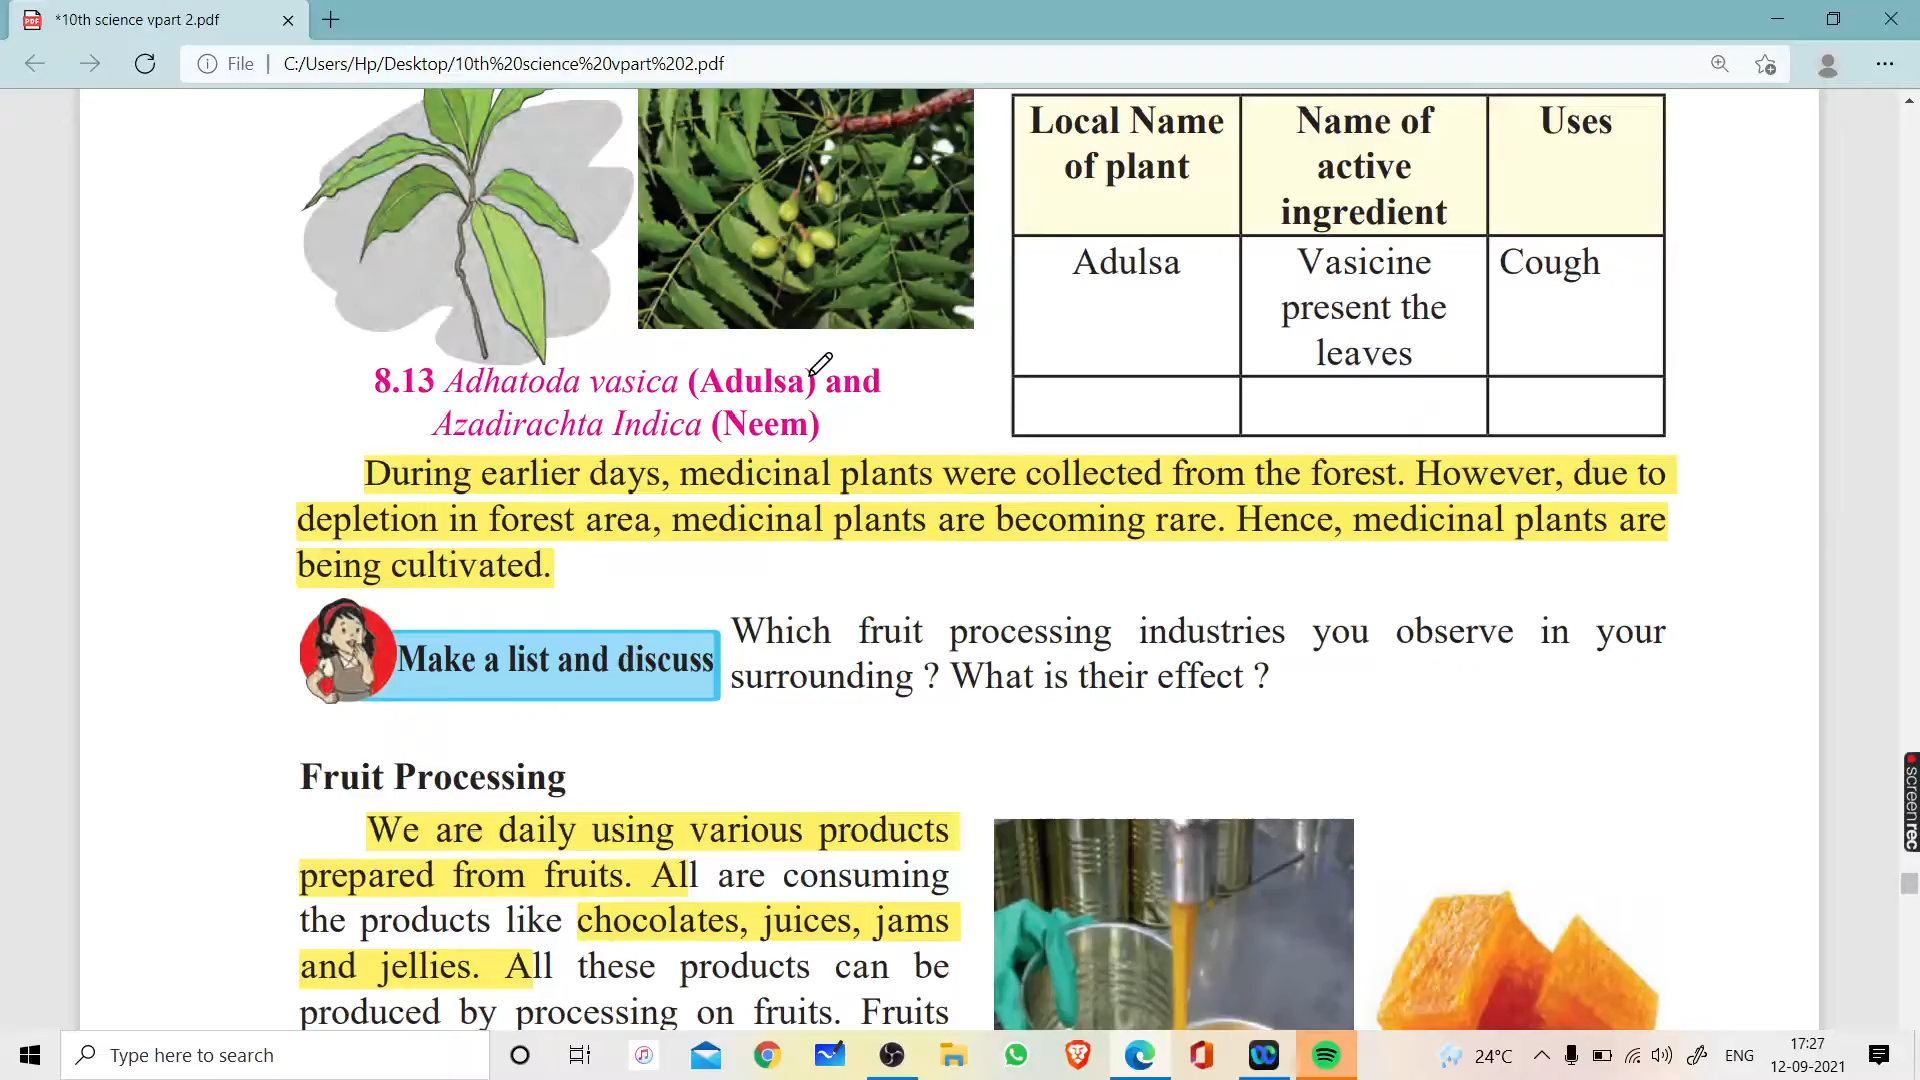 *10th science vpart 2.pdf
File | C:/Users/Hp/Desktop/10th%20science%20vpart%202.pdf
Local Name of plant
Name of active ingredient
Uses
Adulsa
Vasicine present the leaves
Cough
8.13 Adhatoda vasica (Adulsa) and
Azadirachta Indica (Neem)
During earlier days, medicinal plants were collected from the forest. However, due to
depletion in forest area, medicinal plants are becoming rare. Hence, medicinal plants are
being cultivated.
Make a list and discuss
Which fruit processing industries you observe in your
surrounding ? What is their effect ?
Fruit Processing
We are daily using various products
prepared from fruits. All are consuming
the products like chocolates, juices, jams
and jellies. All these products can be
produced by processing on fruits. Fruits
screenrec
Type here to search
24°C
ENG
17:27
12-09-2021